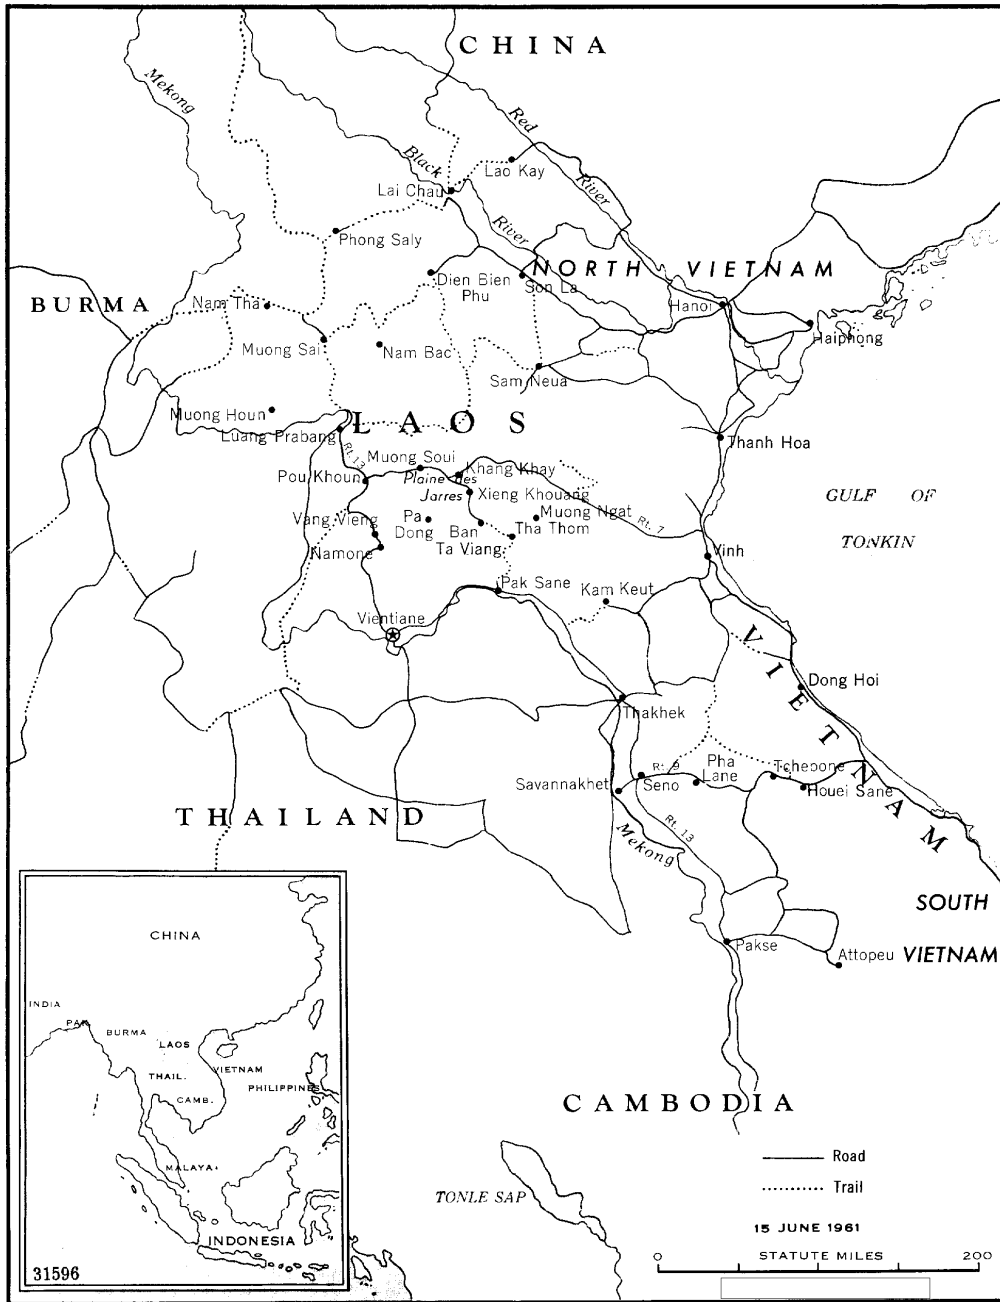 CHINA
Mekong
Red
River
Black
River
Lao Kay
Lai Chau
Phong Saly
Dien Bien
Phu
Son La
NORTH VIETNAM
BURMA
Nam Tha
Hanoi
Haiphong
Muong Sai
Nam Bac
Sam Neua
Muong Houn
LAOS
Luang Prabang
Thanh Hoa
Rt. 13
Muong Soui
Khang Khay
Pou Khoun
Plaine des
Jarres
Xieng Khouang
GULF OF
TONKIN
Vang Vieng
Pa
Dong
Ban
Ta Viang
Muong Ngat
Tha Thom
Rt. 7
Namone
Vinh
Pak Sane
Kam Keut
Vientiane
VIETNAM
Dong Hoi
Thakhek
Rt. 9
Pha
Lane
Tchepone
Savannakhet
Seno
Houei Sane
THAILAND
Mekong
Rt. 13
SOUTH
VIETNAM
Pakse
Attopeu
CAMBODIA
TONLE SAP
Road
Trail
15 JUNE 1961
0 STATUTE MILES 200
CHINA
INDIA
PAK
BURMA
LAOS
THAIL.
VIETNAM
PHILIPPINES
CAMB.
MALAYA
INDONESIA
31596